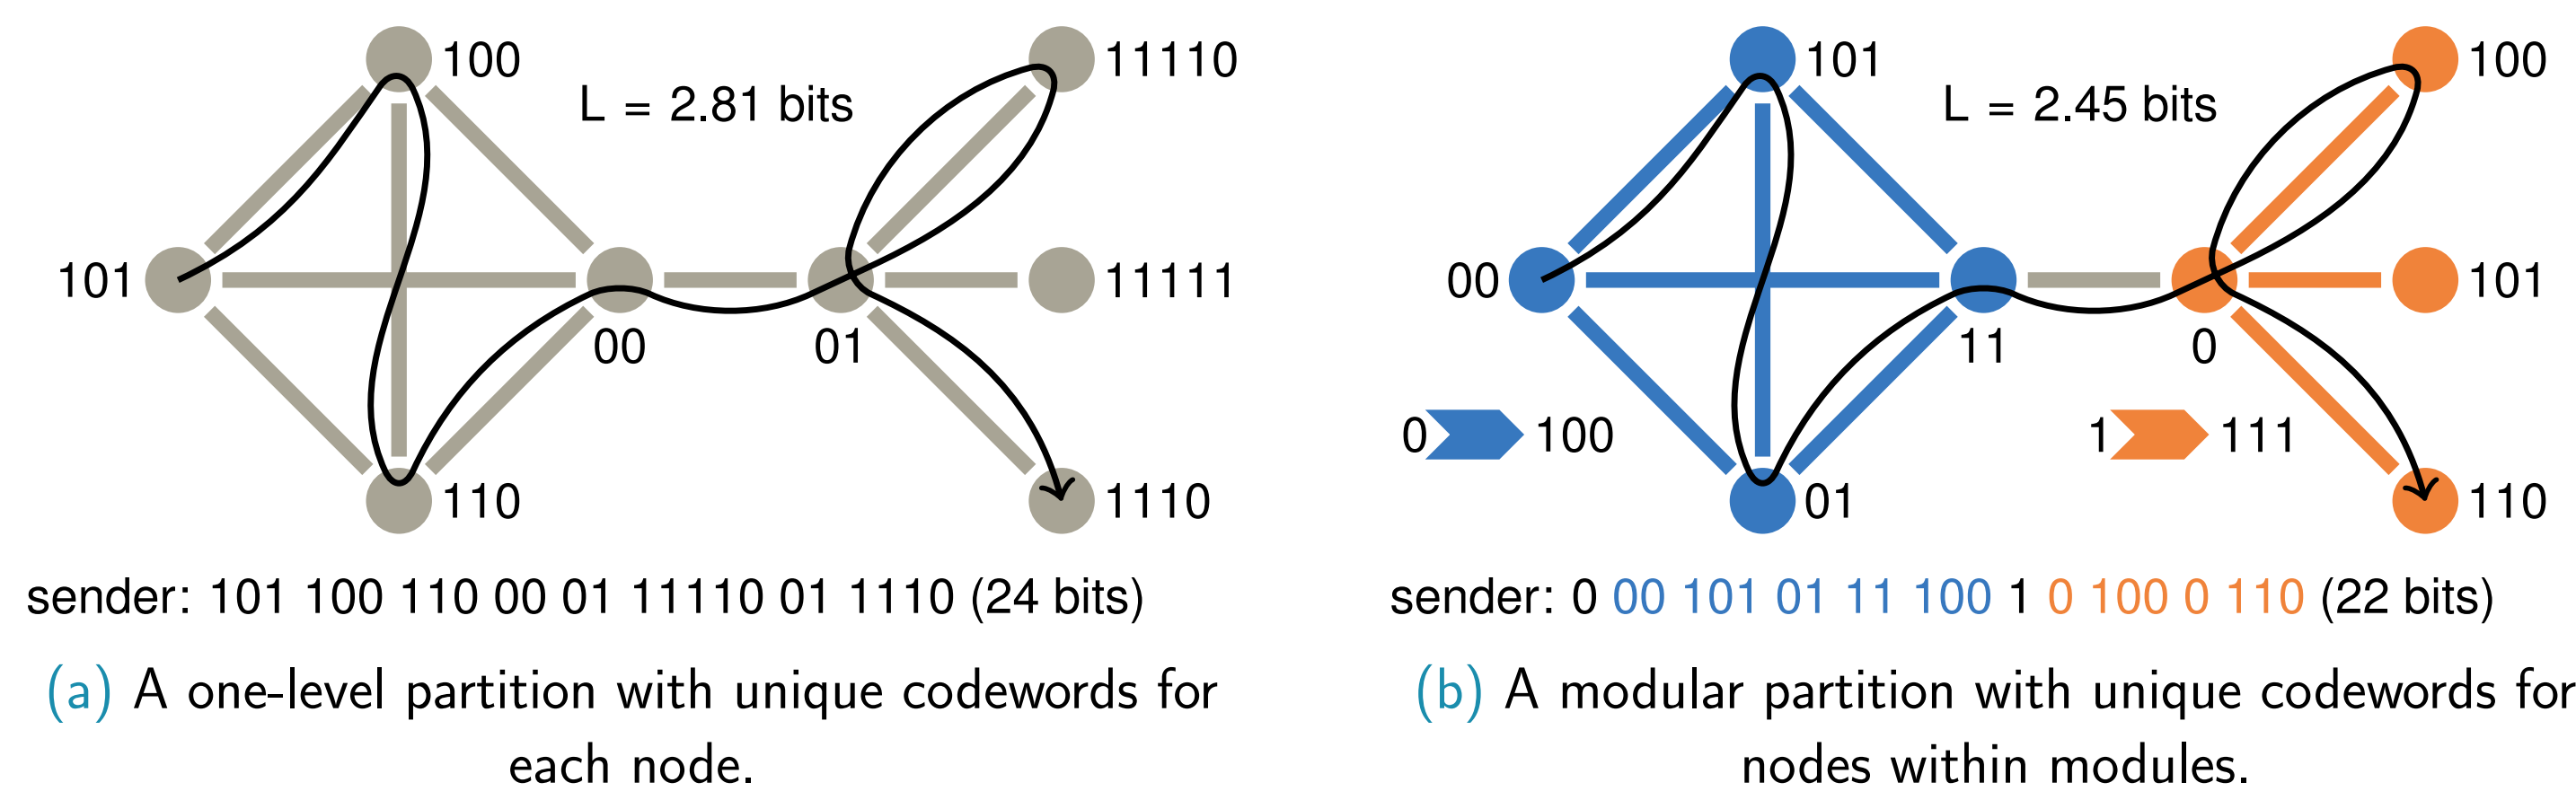 100
11110
L = 2.81 bits
101
11111
00
01
110
1110
sender: 101 100 110 00 01 11110 01 1110 (24 bits)
(a) A one-level partition with unique codewords for
each node.
101
100
L = 2.45 bits
00
101
11
0
0 100
1 111
01
110
sender: 0 00 101 01 11 100 1 0 100 0 110 (22 bits)
(b) A modular partition with unique codewords for
nodes within modules.